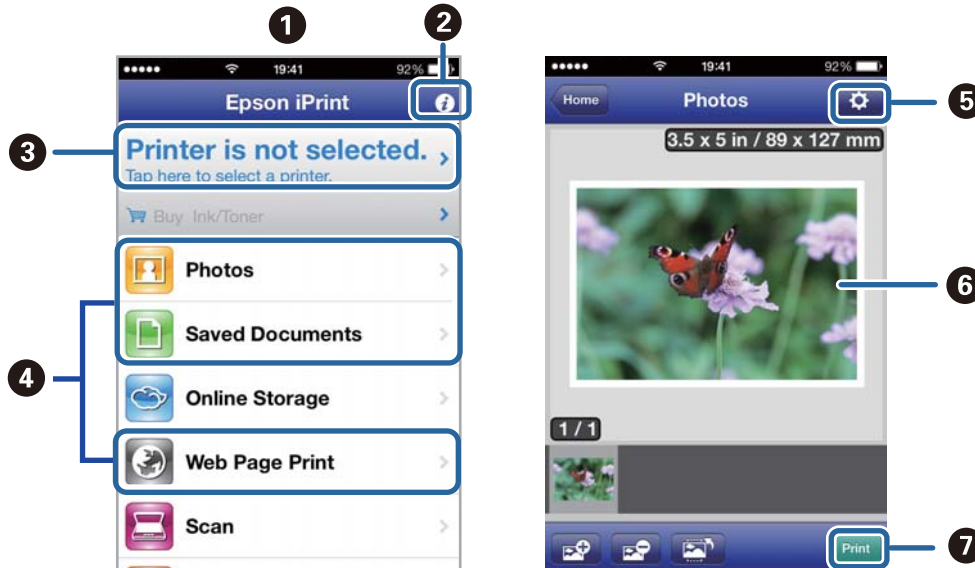 1
2
19:41
92%
Epson iPrint
i
3
Printer is not selected.
Tap here to select a printer.
Buy Ink/Toner
Photos
Saved Documents
4
Online Storage
Web Page Print
Scan
19:41
92%
Home
Photos
5
3.5 x 5 in / 89 x 127 mm
6
1 / 1
Print
7